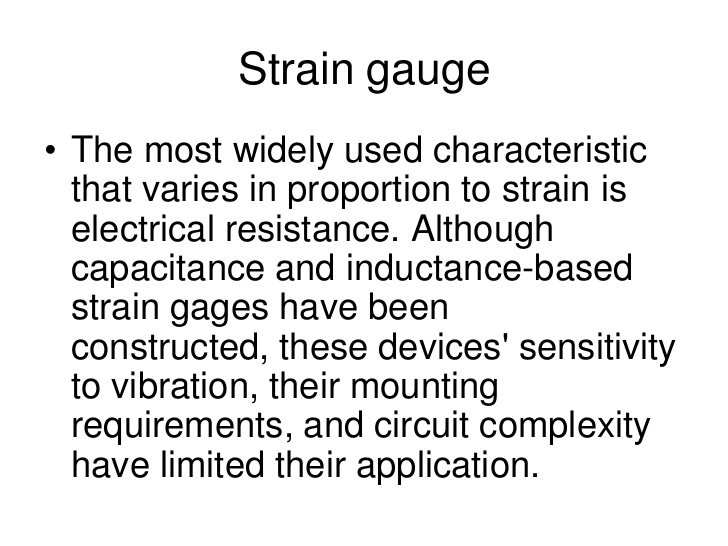 Strain gauge
• The most widely used characteristic
that varies in proportion to strain is
electrical resistance. Although
capacitance and inductance-based
strain gages have been
constructed, these devices' sensitivity
to vibration, their mounting
requirements, and circuit complexity
have limited their application.